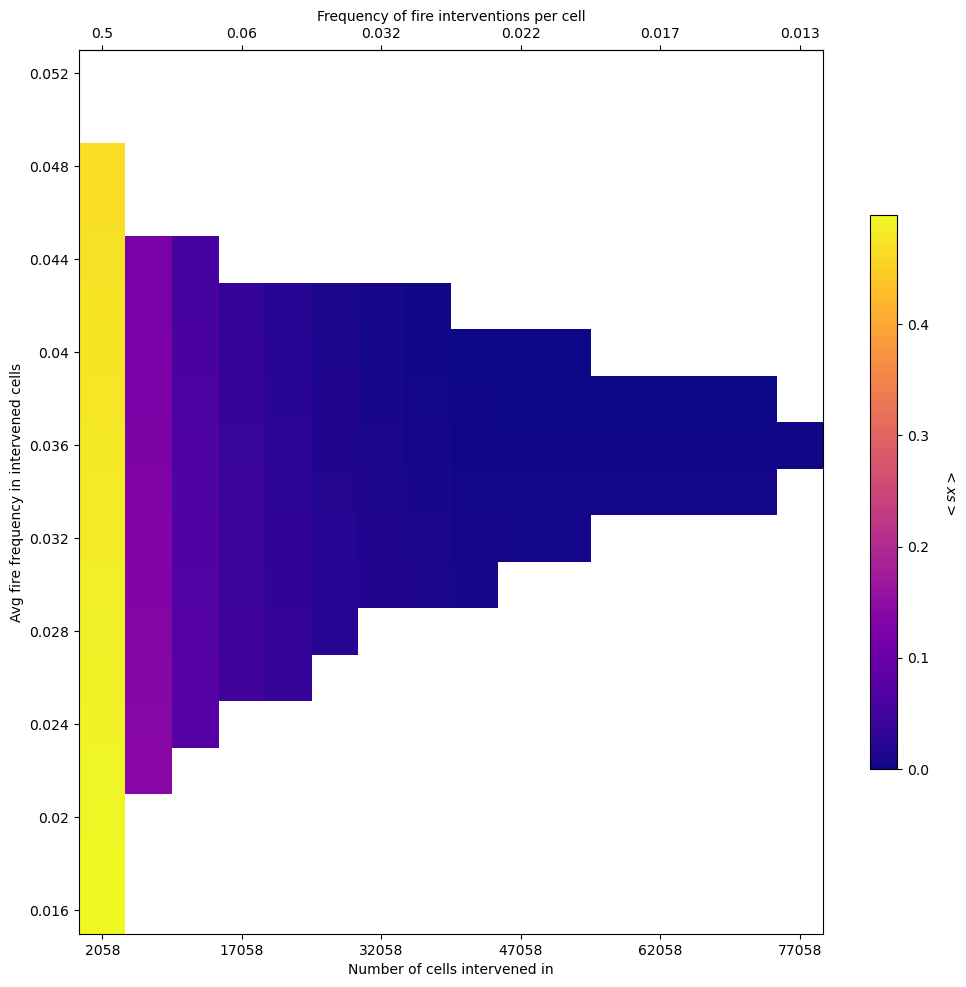 Frequency of fire interventions per cell
0.5 0.06 0.032 0.022 0.017 0.013
0.052
0.048
0.044
0.04
0.036
0.032
0.028
0.024
0.02
0.016
Avg fire frequency in intervened cells
2058 17058 32058 47058 62058 77058
Number of cells intervened in
0.4
0.3
0.2
0.1
0.0
< sx >